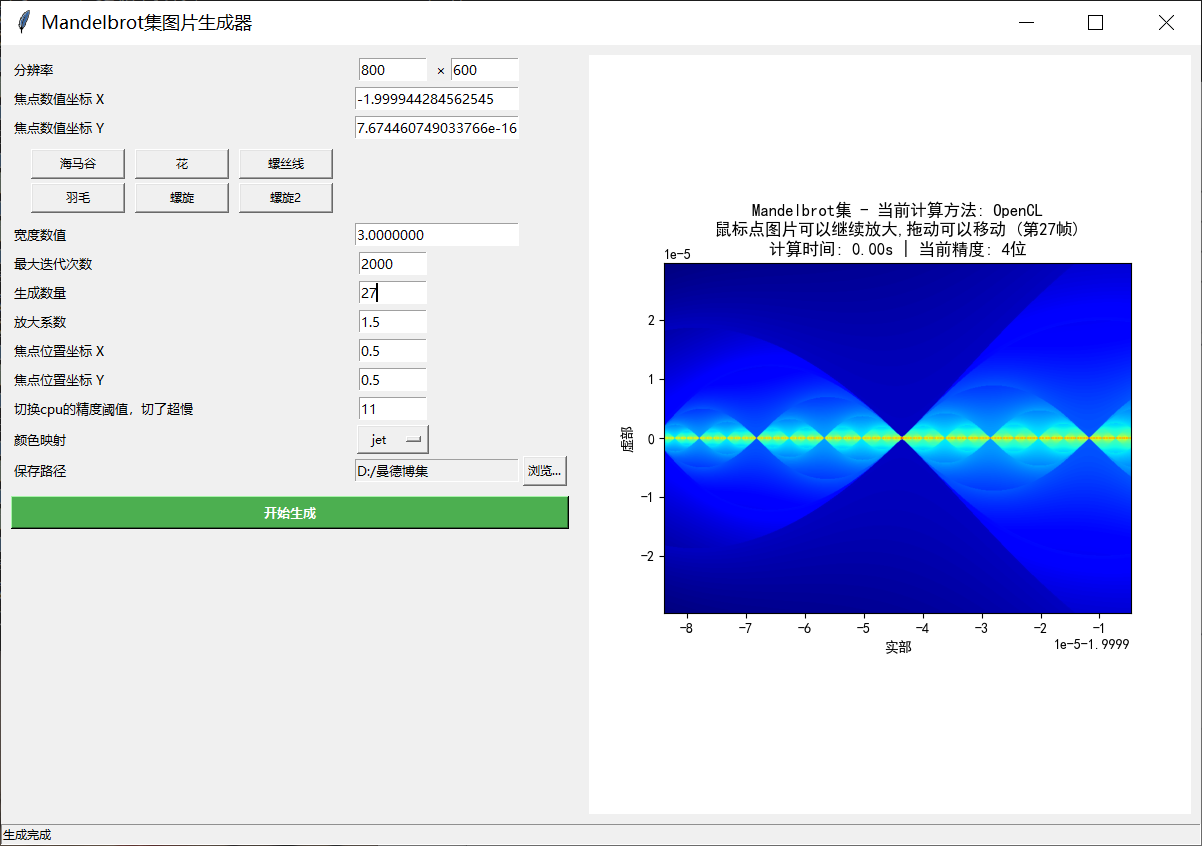 Mandelbrot集图片生成器
分辨率 800 × 600
焦点数值坐标 X -1.999944284562545
焦点数值坐标 Y 7.674460749033766e-16
海马谷 花 螺丝线
羽毛 螺旋 螺旋2
宽度数值 3.0000000
最大迭代次数 2000
生成数量 27
放大系数 1.5
焦点位置坐标 X 0.5
焦点位置坐标 Y 0.5
切换cpu的精度阈值，切了超慢 11
颜色映射 jet
保存路径 D:/曼德博集 浏览...
开始生成
Mandelbrot集 - 当前计算方法: OpenCL
鼠标点图片可以继续放大,拖动可以移动 (第27帧)
计算时间: 0.00s | 当前精度: 4位
1e-5
2
1
0
-1
-2
虚部
-8 -7 -6 -5 -4 -3 -2 -1
实部
1e-5-1.9999
生成完成